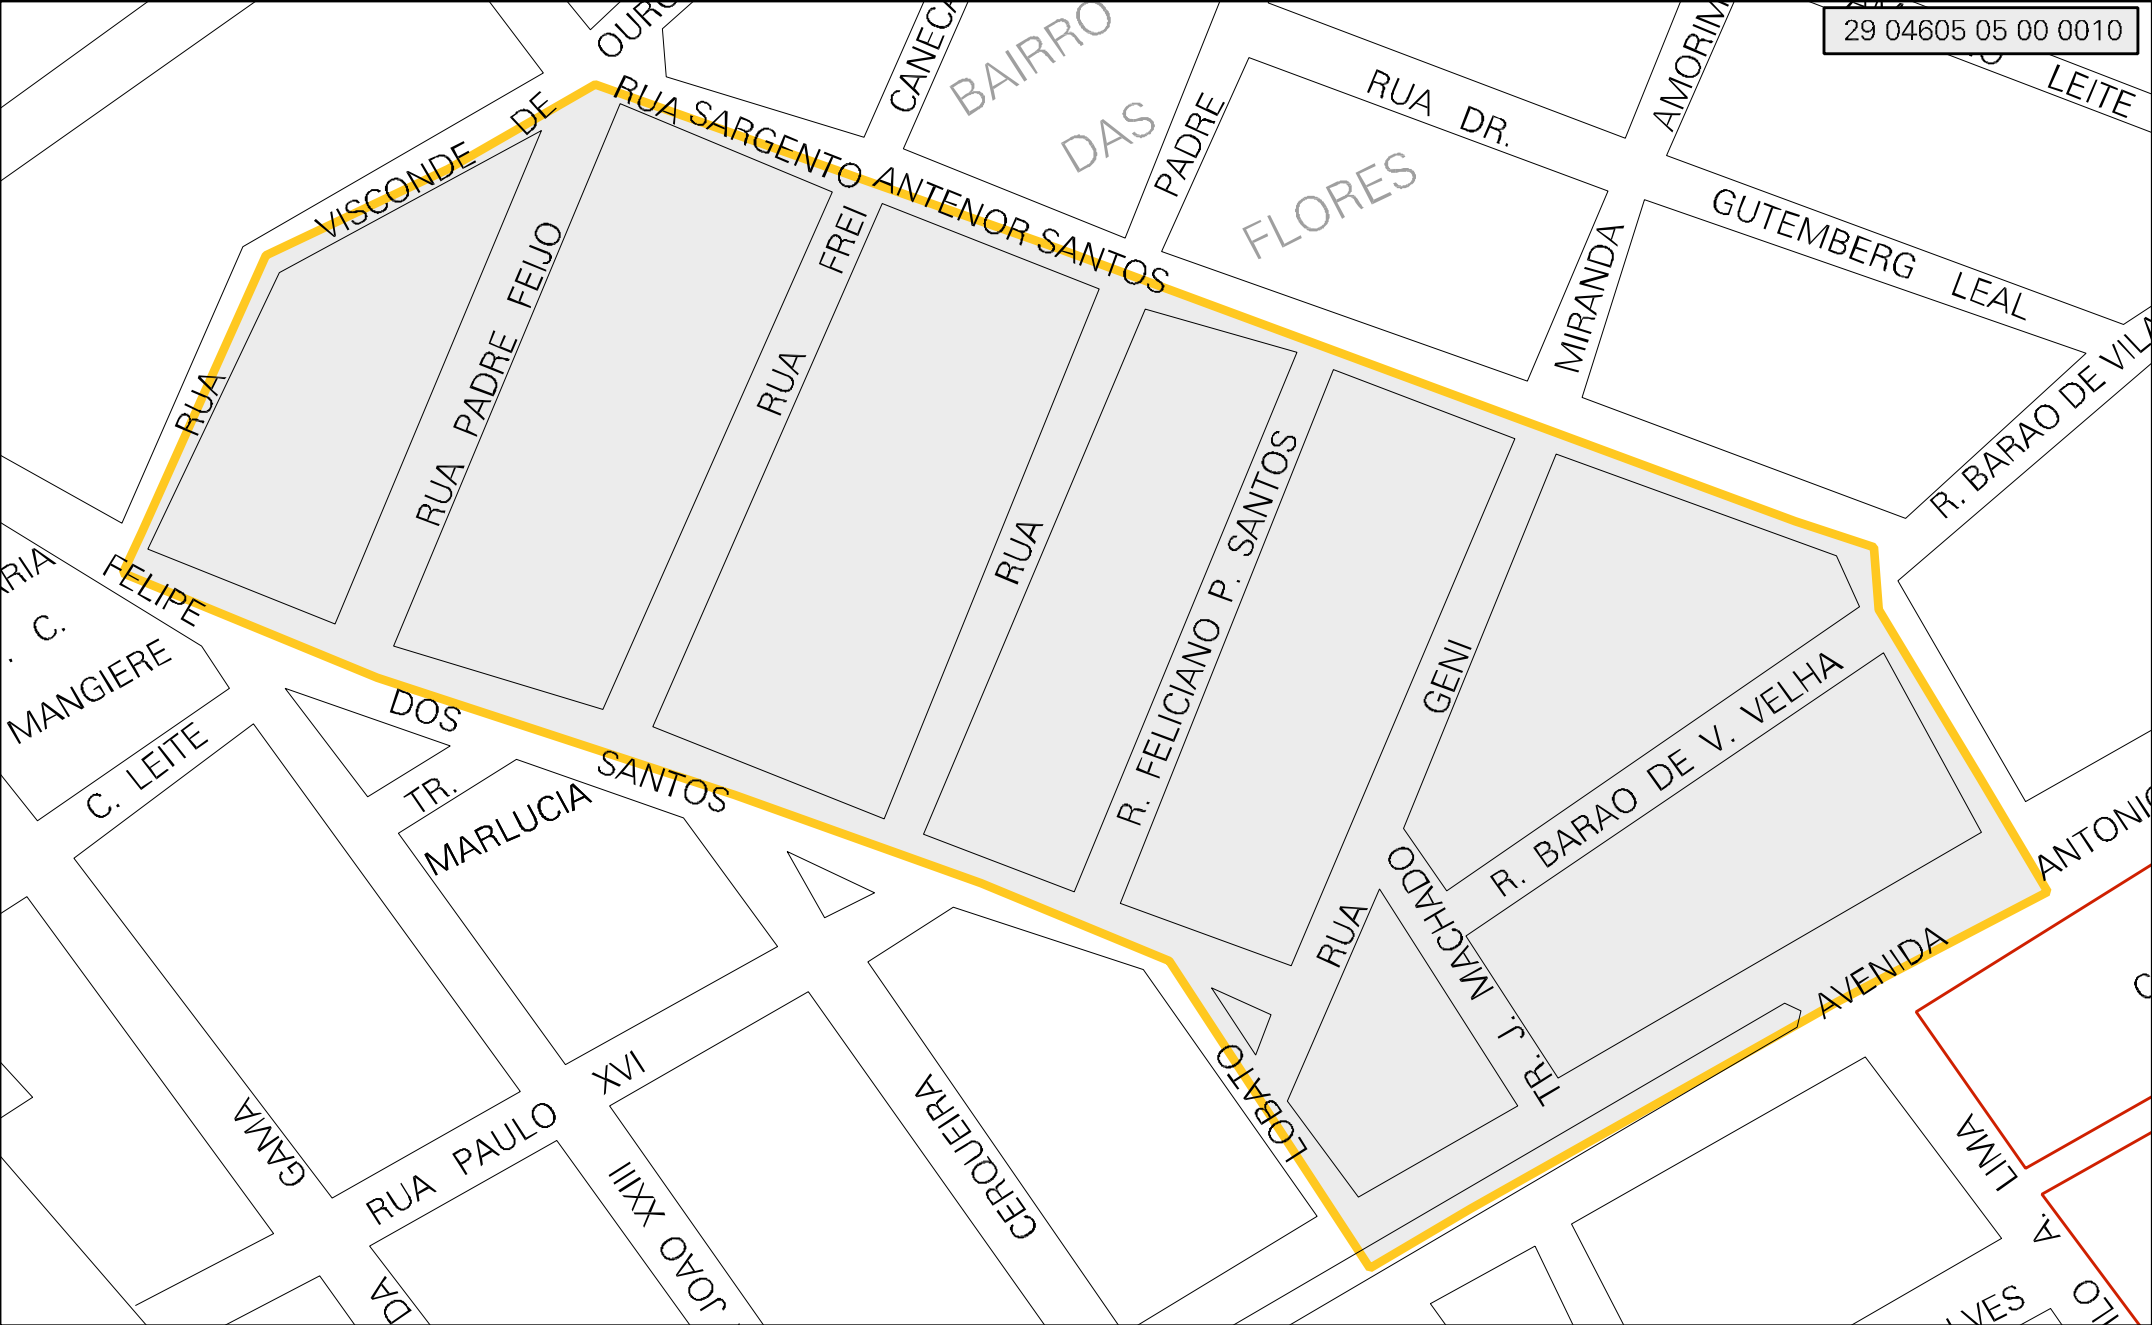 29 04605 05 00 0010
LEITE
CANECA
AMORIM
BAIRRO
DAS
FLORES
PADRE
RUA DR.
GUTEMBERG LEAL
MIRANDA
RUA VISCONDE DE OURO
RUA SARGENTO ANTENOR SANTOS
RUA PADRE FEIJO
RUA FREI
RUA
R. FELICIANO P. SANTOS
RUA GENI
R. BARAO DE VILA
R. BARAO DE V. VELHA
TR. J. MACHADO
FELIPE DOS SANTOS
LOBATO
AVENIDA ANTONIO
C.
MANGIERE
C. LEITE
TR.
MARLUCIA
RUA PAULO XVI
GAMA
DA
JOAO XXIII
CERQUEIRA
LIMA
A.